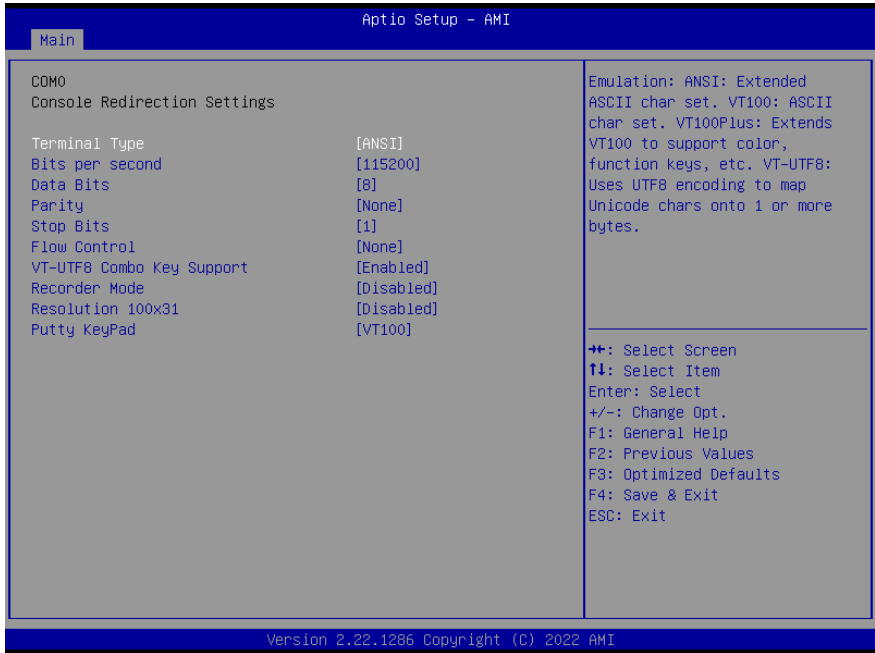 Aptio Setup – AMI
Main
COM0
Console Redirection Settings
Terminal Type [ANSI]
Bits per second [115200]
Data Bits [8]
Parity [None]
Stop Bits [1]
Flow Control [None]
VT-UTF8 Combo Key Support [Enabled]
Recorder Mode [Disabled]
Resolution 100x31 [Disabled]
Putty KeyPad [VT100]
Emulation: ANSI: Extended
ASCII char set. VT100: ASCII
char set. VT100Plus: Extends
VT100 to support color,
function keys, etc. VT-UTF8:
Uses UTF8 encoding to map
Unicode chars onto 1 or more
bytes.
→←: Select Screen
↑↓: Select Item
Enter: Select
+/-: Change Opt.
F1: General Help
F2: Previous Values
F3: Optimized Defaults
F4: Save & Exit
ESC: Exit
Version 2.22.1286 Copyright (C) 2022 AMI